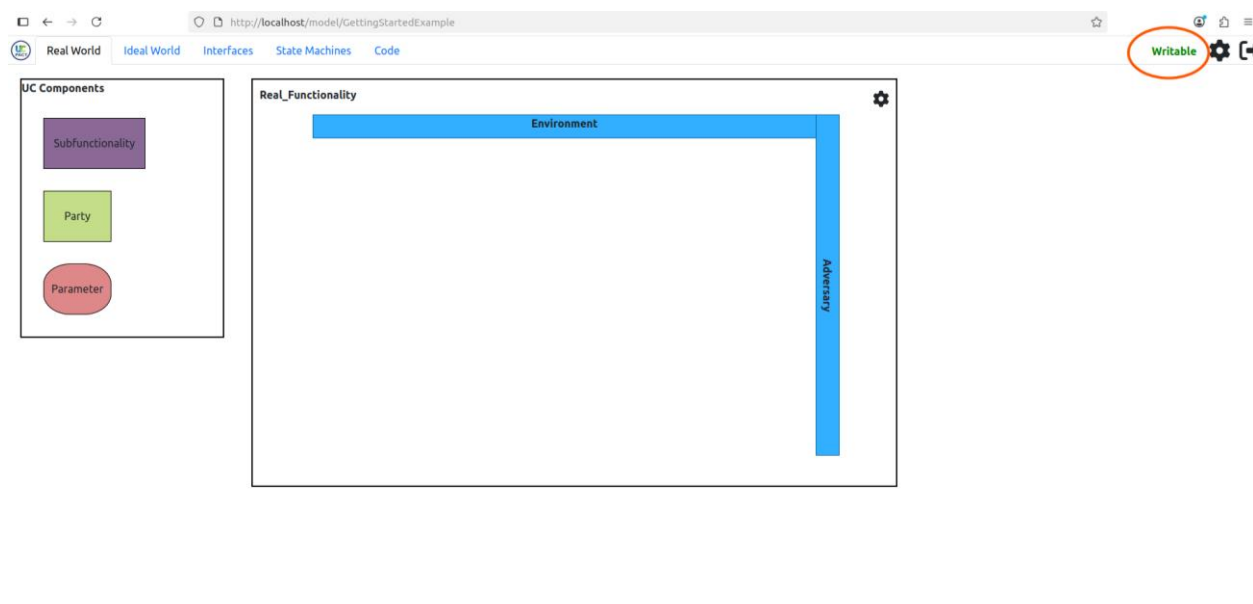 http://localhost/model/GettingStartedExample
Real World Ideal World Interfaces State Machines Code Writable
UC Components
Subfunctionality
Party
Parameter
Real_Functionality
Environment
Adversary